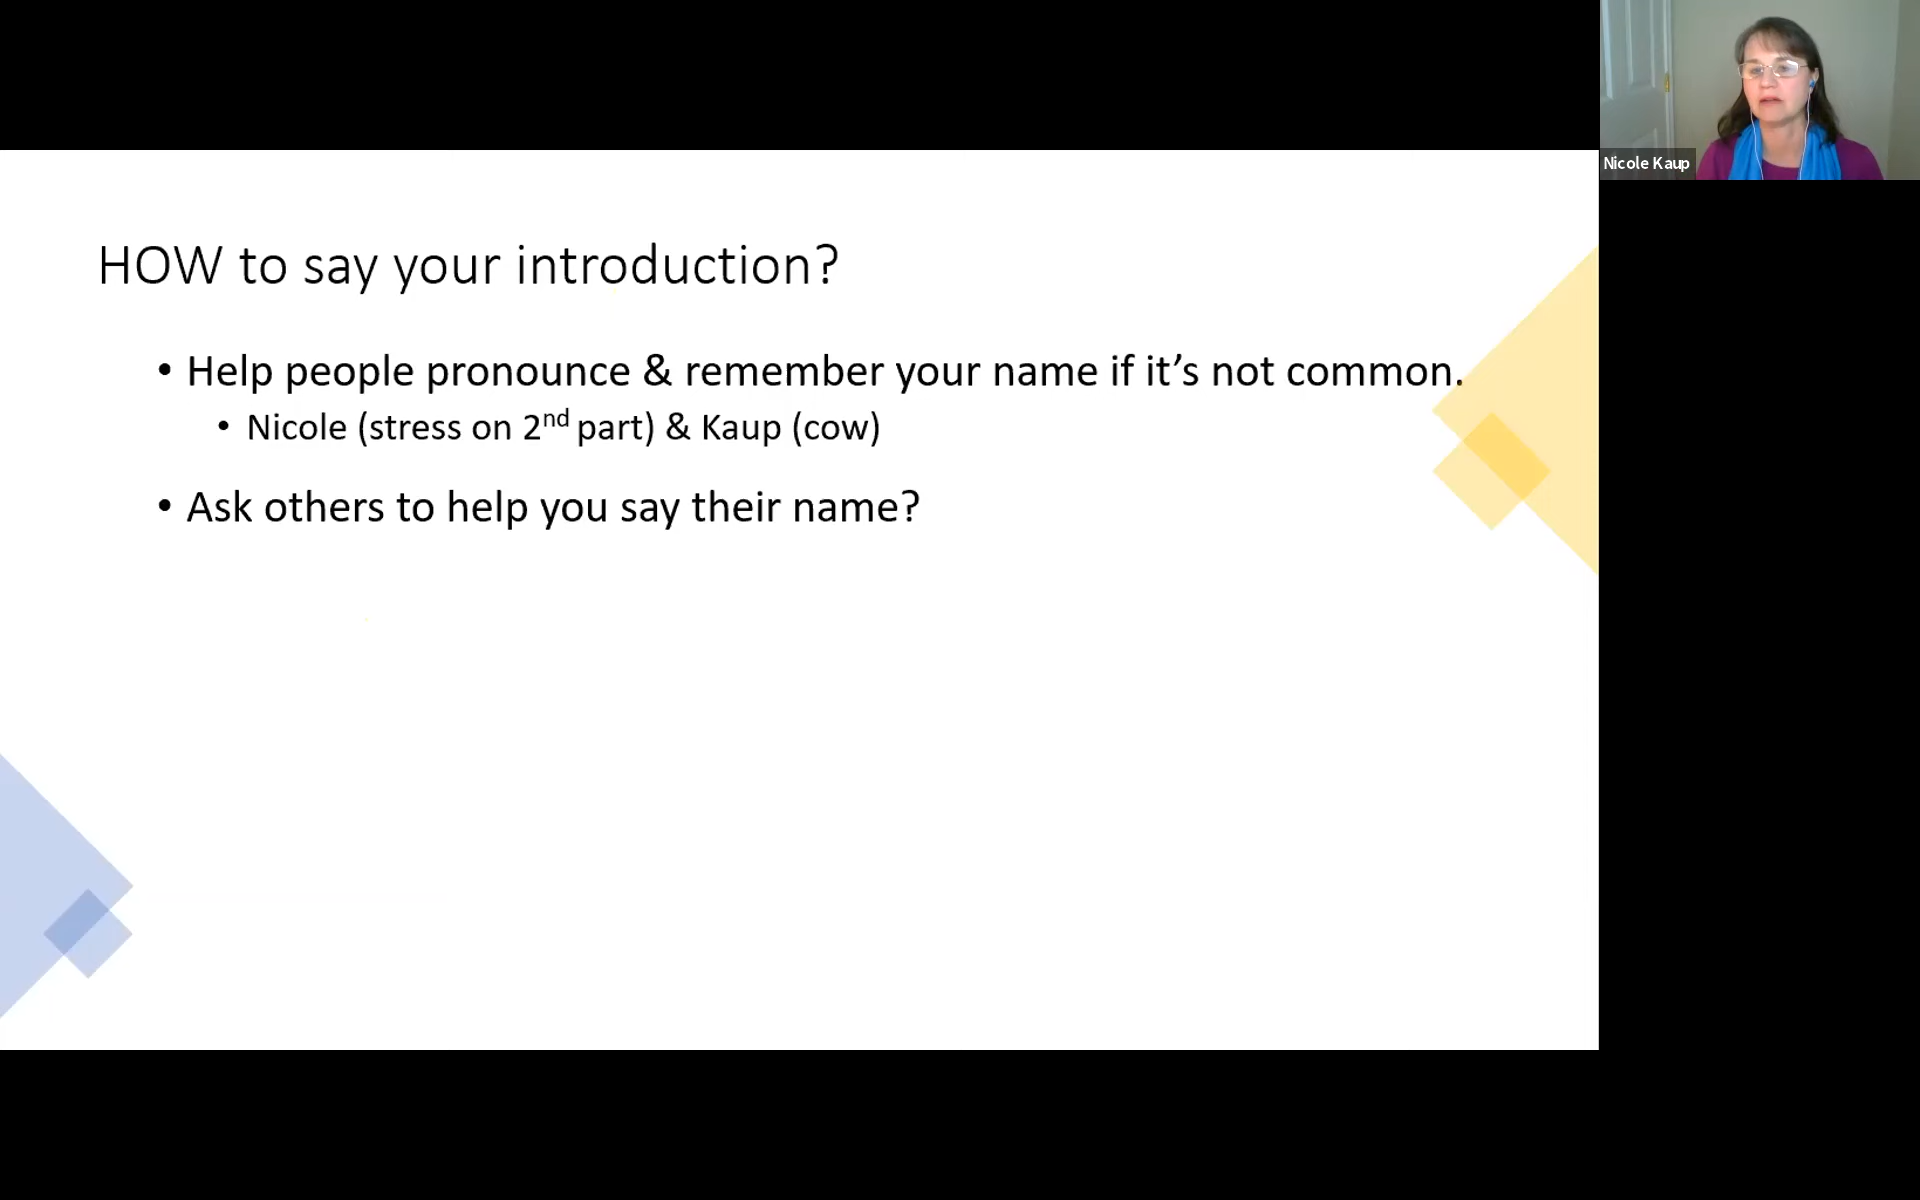 HOW to say your introduction?
• Help people pronounce & remember your name if it’s not common.
• Nicole (stress on 2nd part) & Kaup (cow)
• Ask others to help you say their name?
Nicole Kaup